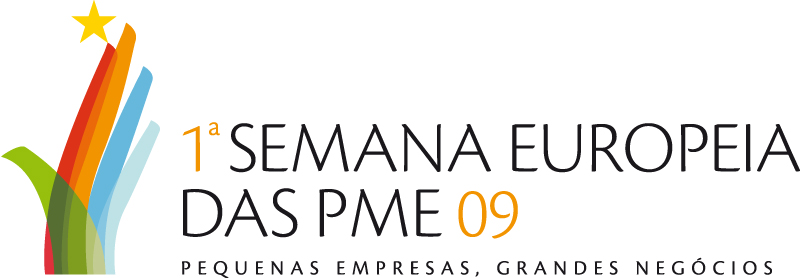 1ª SEMANA EUROPEIA
DAS PME 09
PEQUENAS EMPRESAS, GRANDES NEGÓCIOS